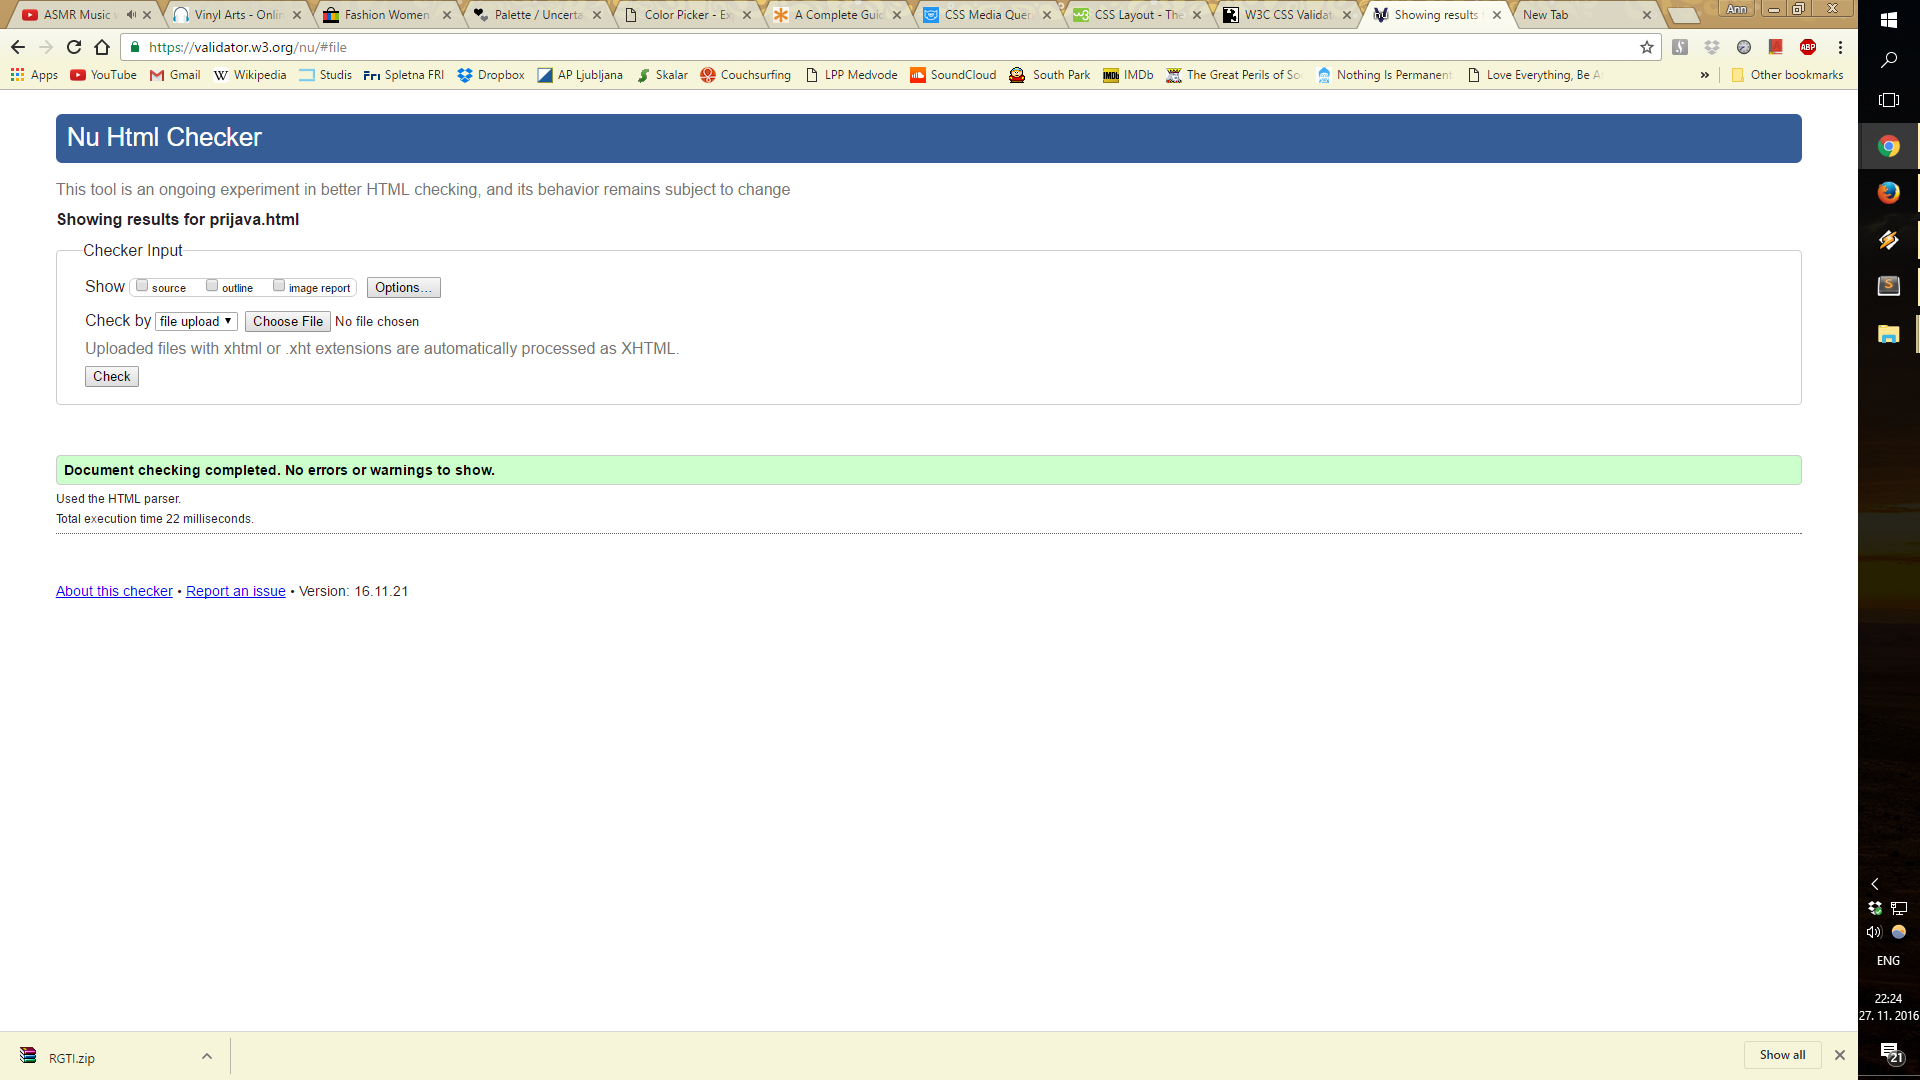 ASMR Music
Vinyl Arts - Onlin
Fashion Women
Palette / Uncerta
Color Picker - Ex
A Complete Guid
CSS Media Quer
CSS Layout - The
W3C CSS Validat
Showing results f
New Tab
Ann
https://validator.w3.org/nu/#file
Apps
YouTube
Gmail
Wikipedia
Studis
Fri Spletna FRI
Dropbox
AP Ljubljana
Skalar
Couchsurfing
LPP Medvode
SoundCloud
South Park
IMDb IMDb
The Great Perils of So
Nothing Is Permanent
Love Everything, Be A
»
Other bookmarks
Nu Html Checker
This tool is an ongoing experiment in better HTML checking, and its behavior remains subject to change
Showing results for prijava.html
Checker Input
Show source outline image report Options...
Check by file upload Choose File No file chosen
Uploaded files with xhtml or .xht extensions are automatically processed as XHTML.
Check
Document checking completed. No errors or warnings to show.
Used the HTML parser.
Total execution time 22 milliseconds.
About this checker • Report an issue • Version: 16.11.21
ENG
22:24
27. 11. 2016
21
RGTI.zip
Show all
ABP